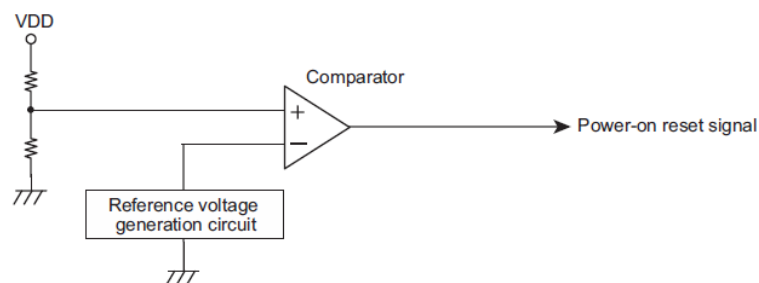 VDD
Comparator
+
Power-on reset signal
−
Reference voltage
generation circuit